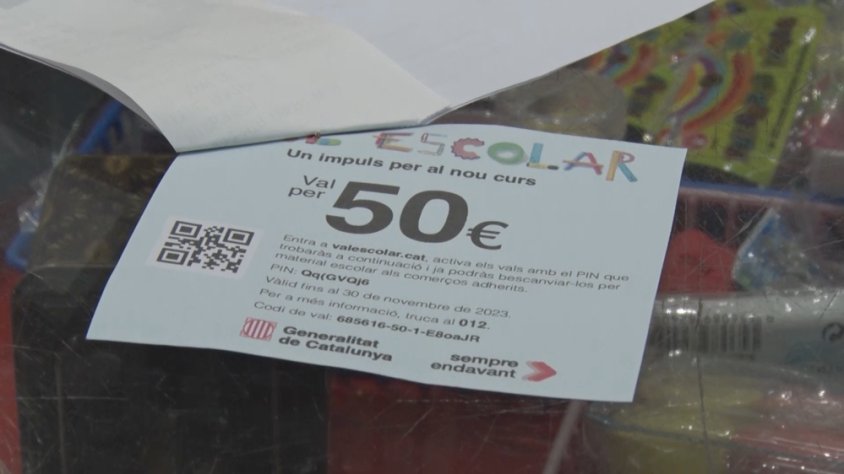 L ESCOLAR
Un impuls per al nou curs
Val
per 50€
Entra a valescolar.cat, activa els vals amb el PIN que
trobaràs a continuació i ja podràs bescanviar-los per
material escolar als comerços adherits.
PIN: Qq(GVQj6
Vàlid fins al 30 de novembre de 2023.
Per a més informació, truca al 012.
Codi de val: 685616-50-1-E8oaJR
Generalitat
de Catalunya
sempre
endavant